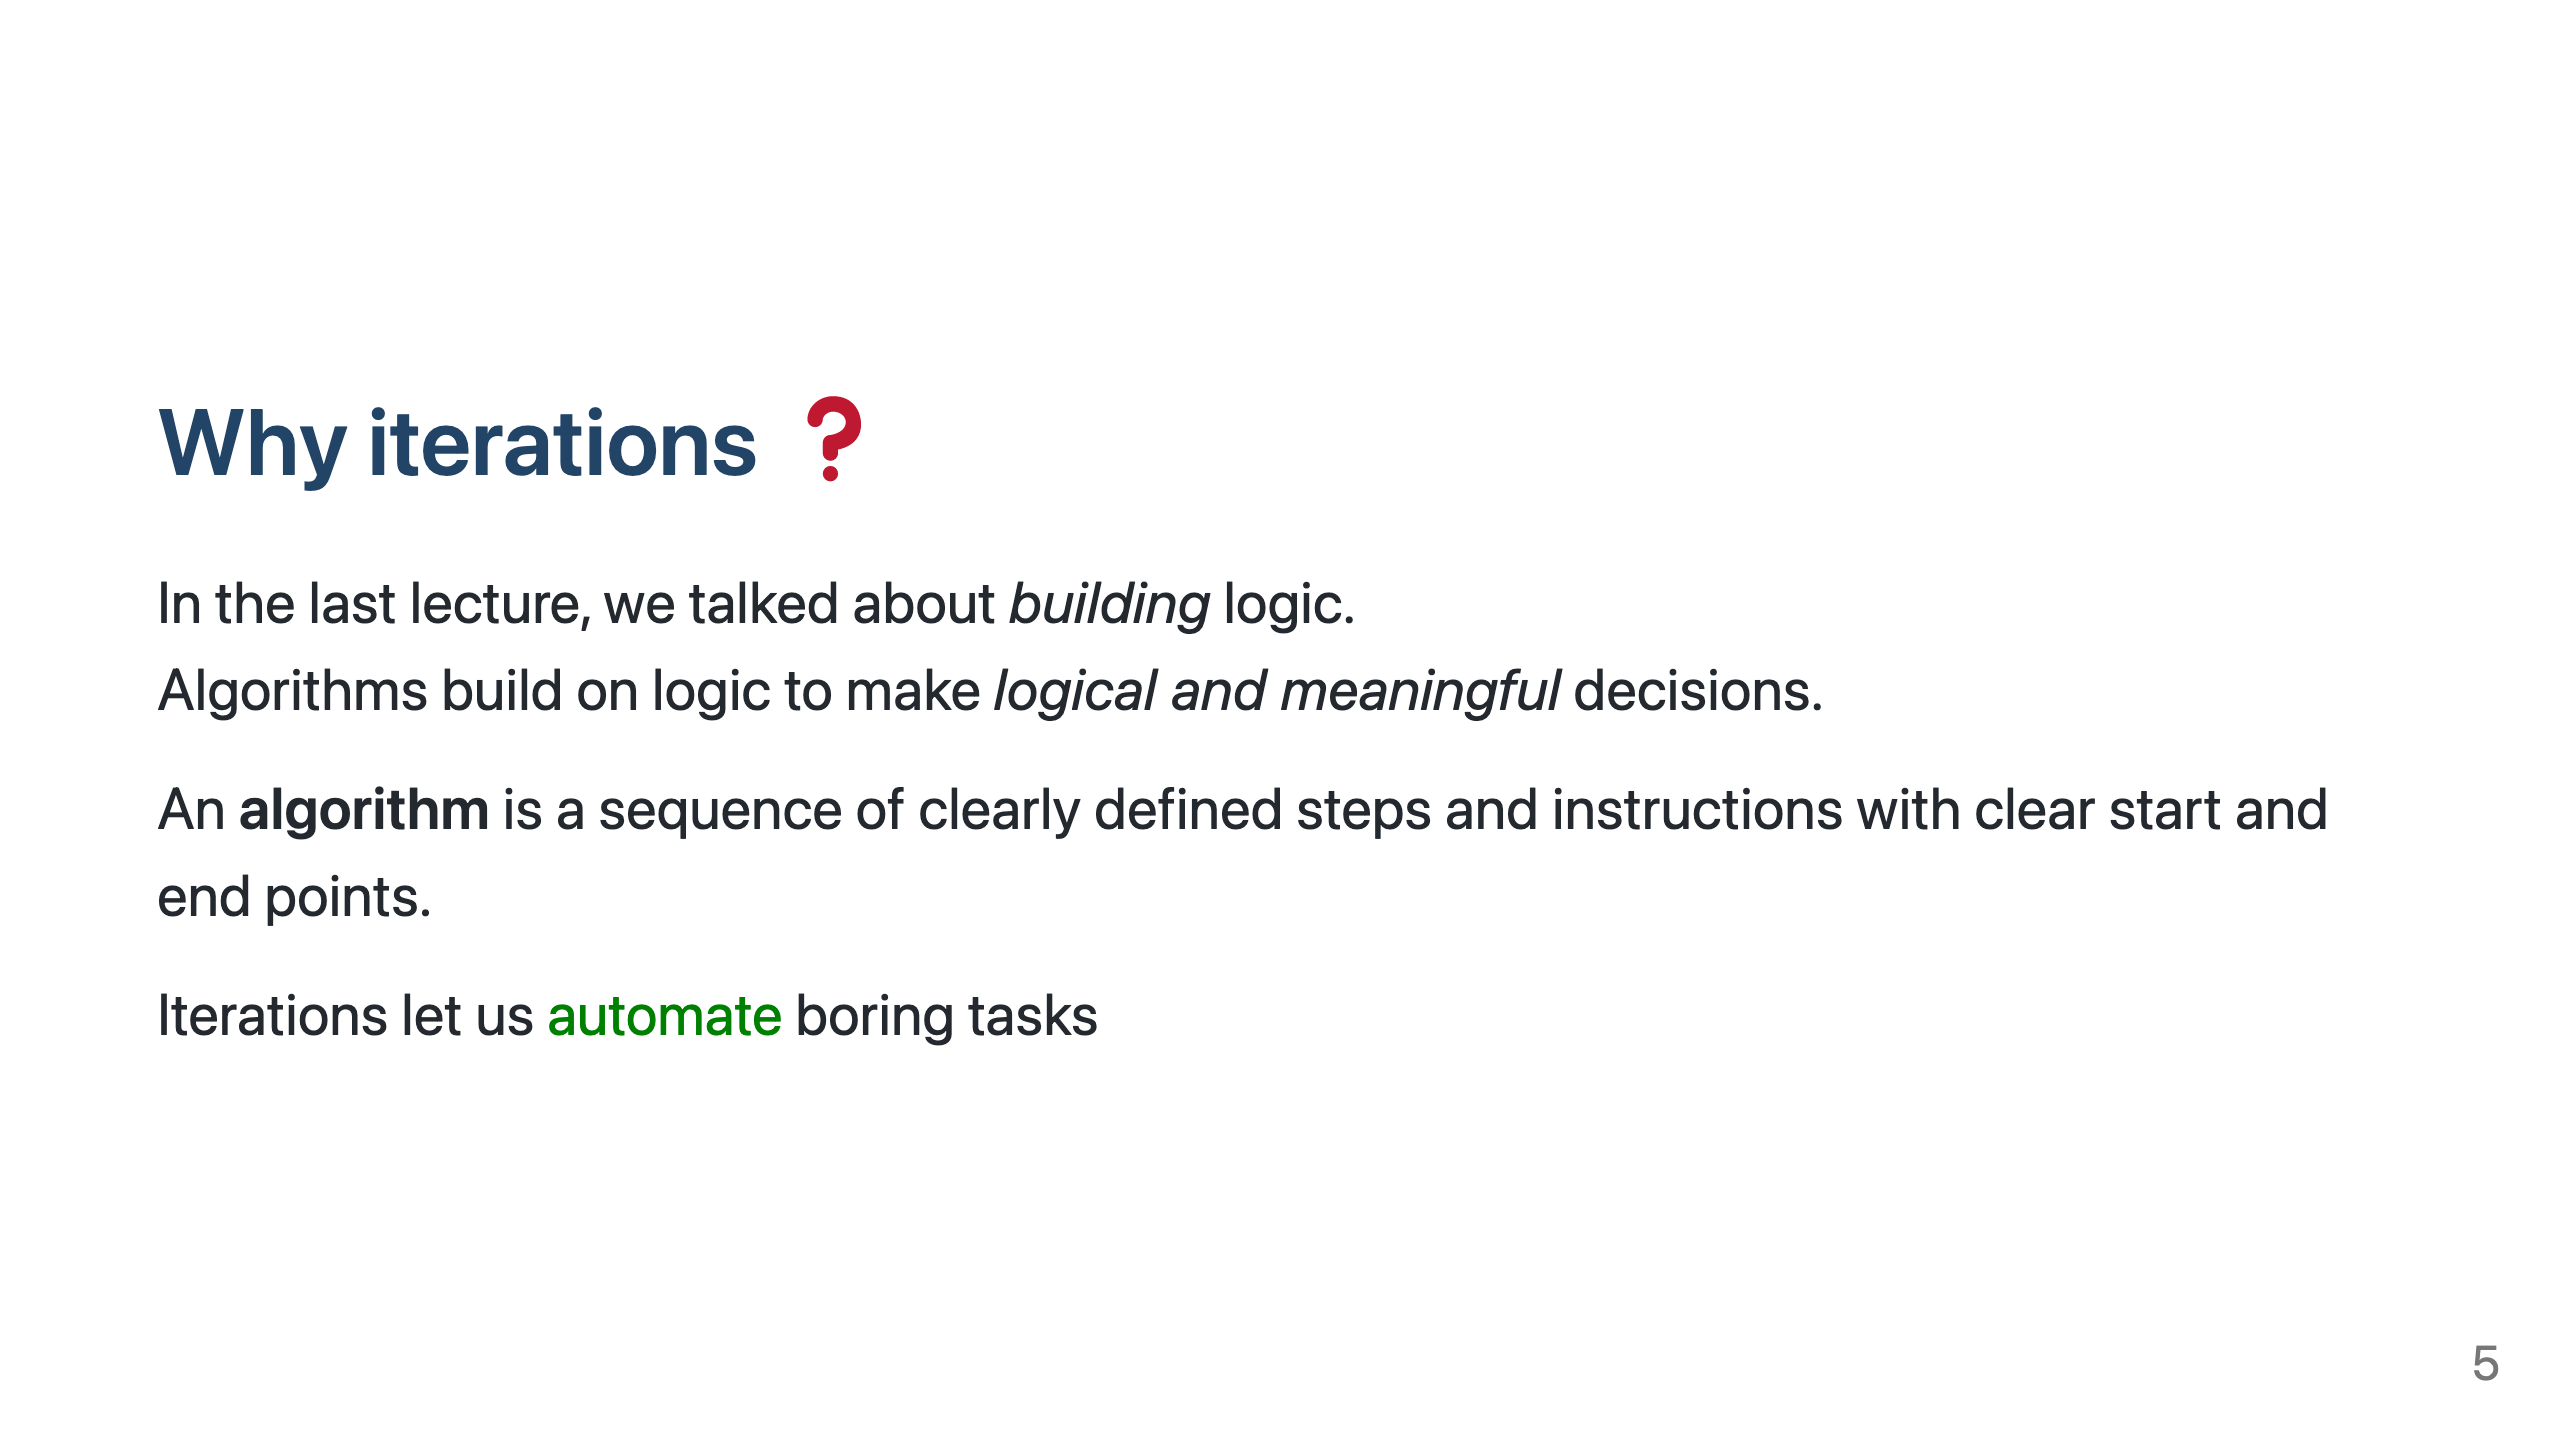 Why iterations ❓
In the last lecture, we talked about building logic.
Algorithms build on logic to make logical and meaningful decisions.
An algorithm is a sequence of clearly defined steps and instructions with clear start and
end points.
Iterations let us automate boring tasks
5